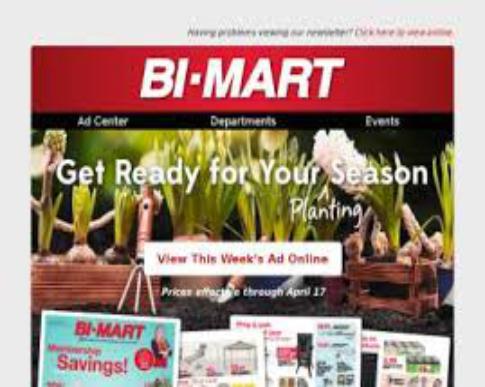 Having problems viewing our newsletter? Click here to view online.
BI-MART
Ad Center Departments Events
Get Ready for Your Season
Planting
View This Week's Ad Online
Prices effective through April 17
BI-MART
Membership
Savings!